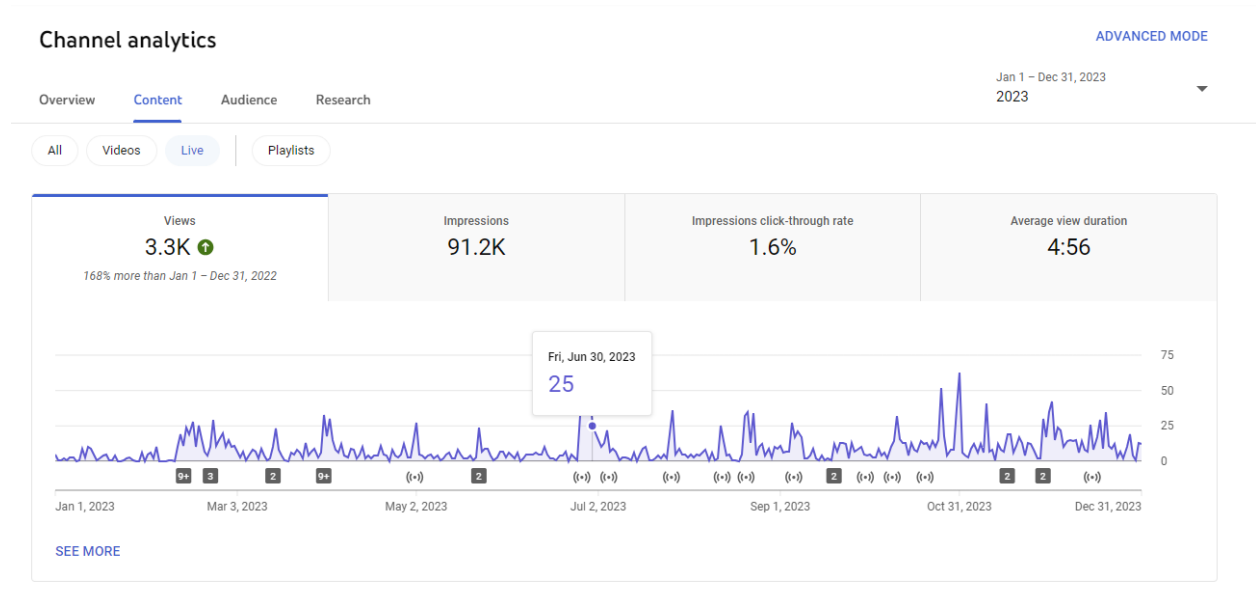 Channel analytics
ADVANCED MODE
Jan 1 – Dec 31, 2023
2023
Overview Content Audience Research
All Videos Live Playlists
Views Impressions Impressions click-through rate Average view duration
3.3K 91.2K 1.6% 4:56
168% more than Jan 1 – Dec 31, 2022
Fri, Jun 30, 2023
25
75
50
25
0
9+ 3 2 9+ 2 2 2 2
Jan 1, 2023 Mar 3, 2023 May 2, 2023 Jul 2, 2023 Sep 1, 2023 Oct 31, 2023 Dec 31, 2023
SEE MORE